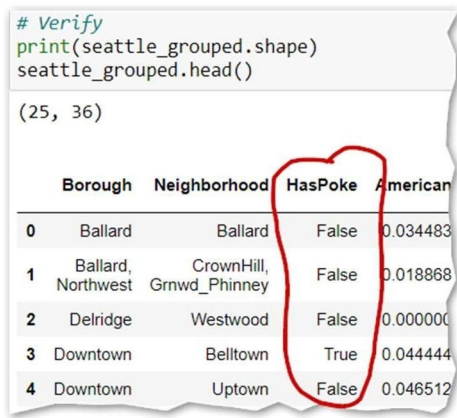 # Verify
print(seattle_grouped.shape)
seattle_grouped.head()
(25, 36)
Borough Neighborhood HasPoke American
0 Ballard Ballard False 0.034483
1 Ballard, Northwest CrownHill, Grnwd_Phinney False 0.018868
2 Delridge Westwood False 0.000000
3 Downtown Belltown True 0.044444
4 Downtown Uptown False 0.046512